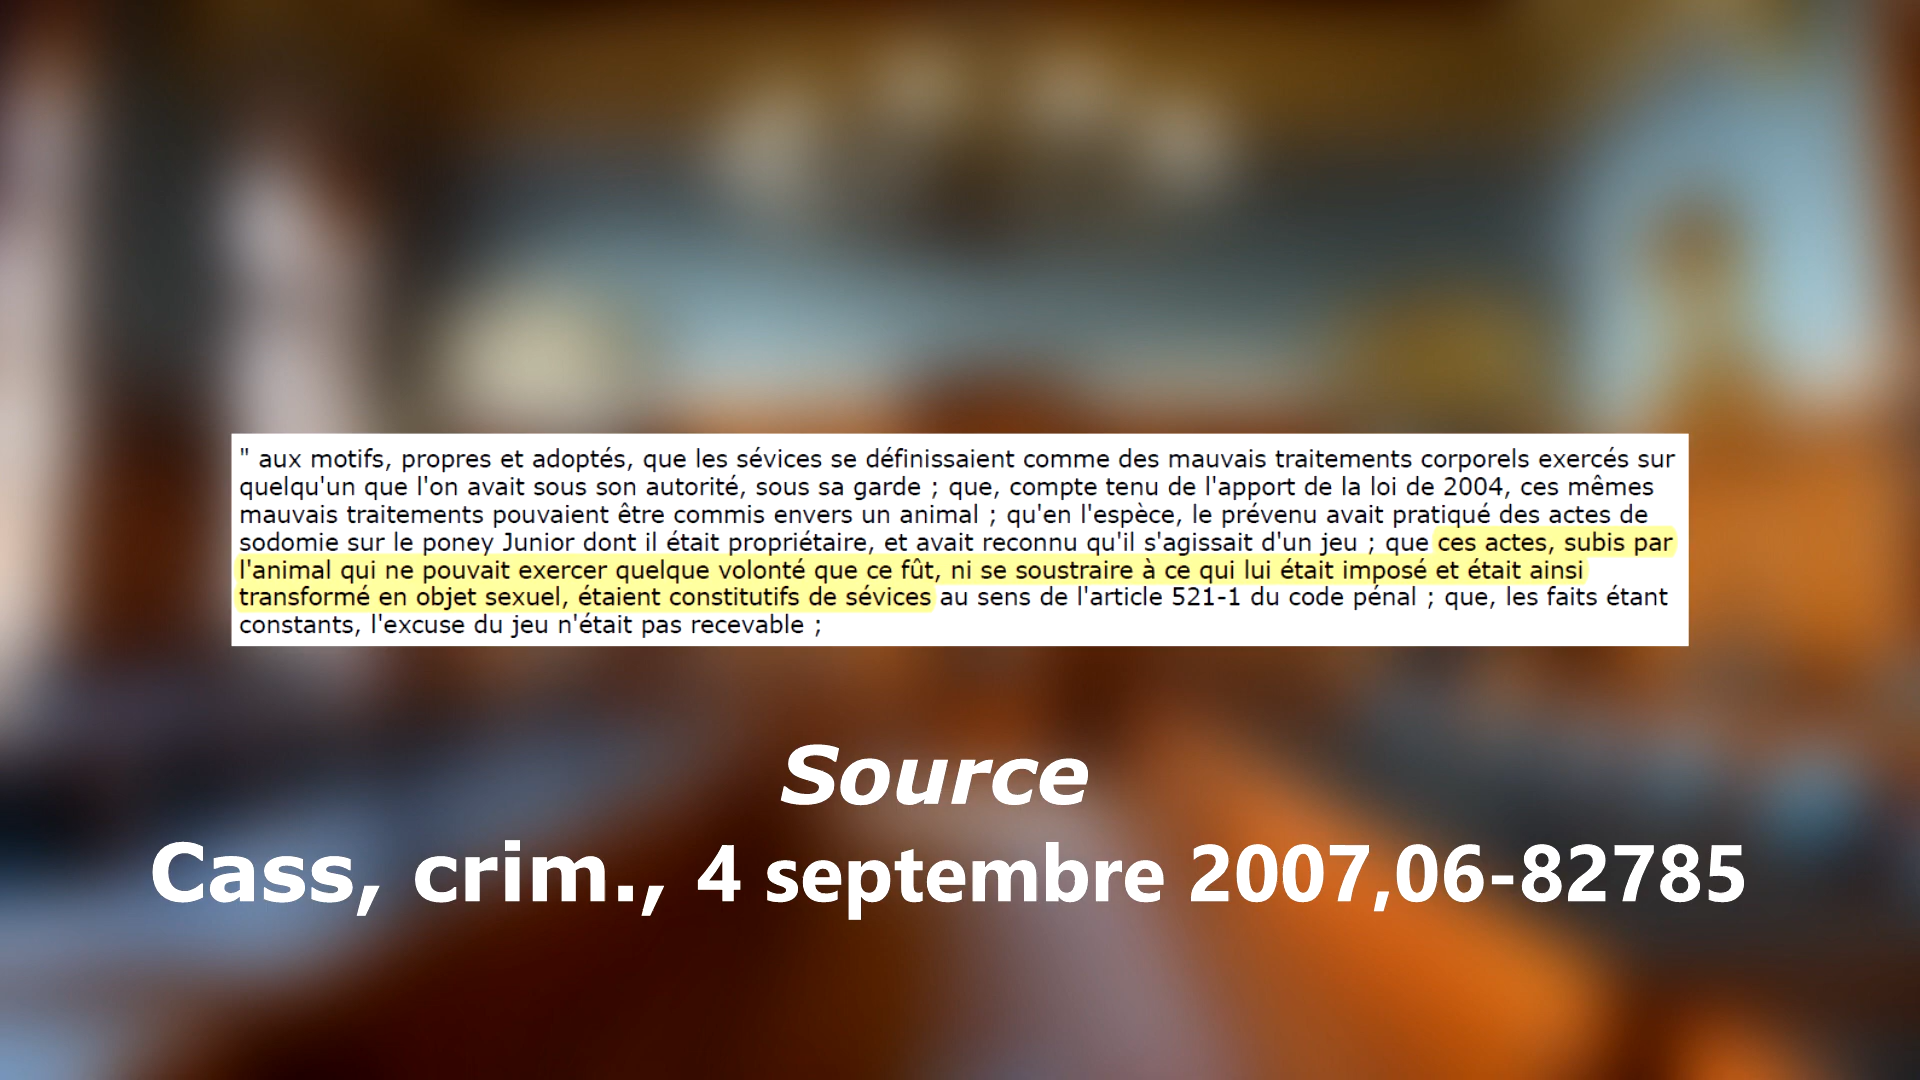 " aux motifs, propres et adoptés, que les sévices se définissaient comme des mauvais traitements corporels exercés sur
quelqu'un que l'on avait sous son autorité, sous sa garde ; que, compte tenu de l'apport de la loi de 2004, ces mêmes
mauvais traitements pouvaient être commis envers un animal ; qu'en l'espèce, le prévenu avait pratiqué des actes de
sodomie sur le poney Junior dont il était propriétaire, et avait reconnu qu'il s'agissait d'un jeu ; que ces actes, subis par
l'animal qui ne pouvait exercer quelque volonté que ce fût, ni se soustraire à ce qui lui était imposé et était ainsi
transformé en objet sexuel, étaient constitutifs de sévices au sens de l'article 521-1 du code pénal ; que, les faits étant
constants, l'excuse du jeu n'était pas recevable ;
Source
Cass, crim., 4 septembre 2007,06-82785